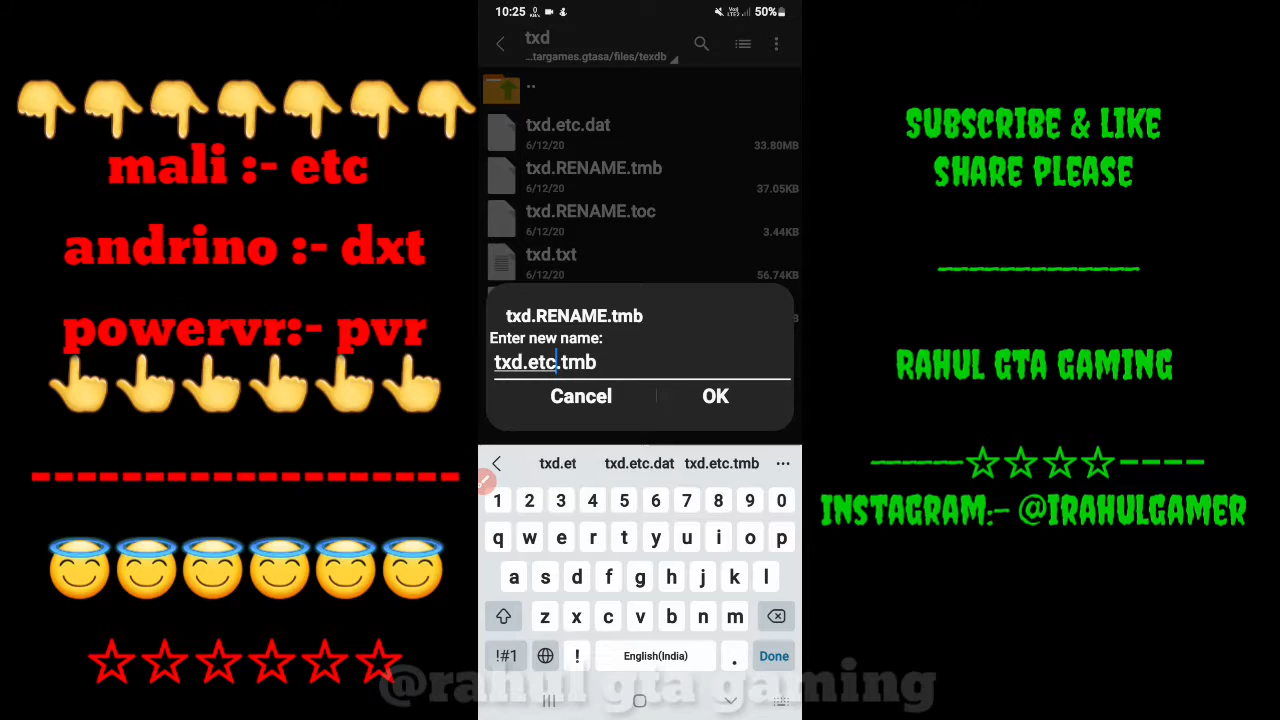 mali :- etc
andrino :- dxt
powervr:- pvr
10:25
50%
txd
...targames.gtasa/files/texdb
..
txd.etc.dat
6/12/20 33.80MB
txd.RENAME.tmb
6/12/20 37.05KB
txd.RENAME.toc
6/12/20 3.44KB
txd.txt
6/12/20 56.74KB
txd.RENAME.tmb
Enter new name:
txd.etc.tmb
Cancel OK
txd.et txd.etc.dat txd.etc.tmb ...
1 2 3 4 5 6 7 8 9 0
q w e r t y u i o p
a s d f g h j k l
z x c v b n m
!#1 ! English(India) . Done
@rahul gta gaming
SUBSCRIBE & LIKE
SHARE PLEASE
RAHUL GTA GAMING
INSTAGRAM:- @IRAHULGAMER